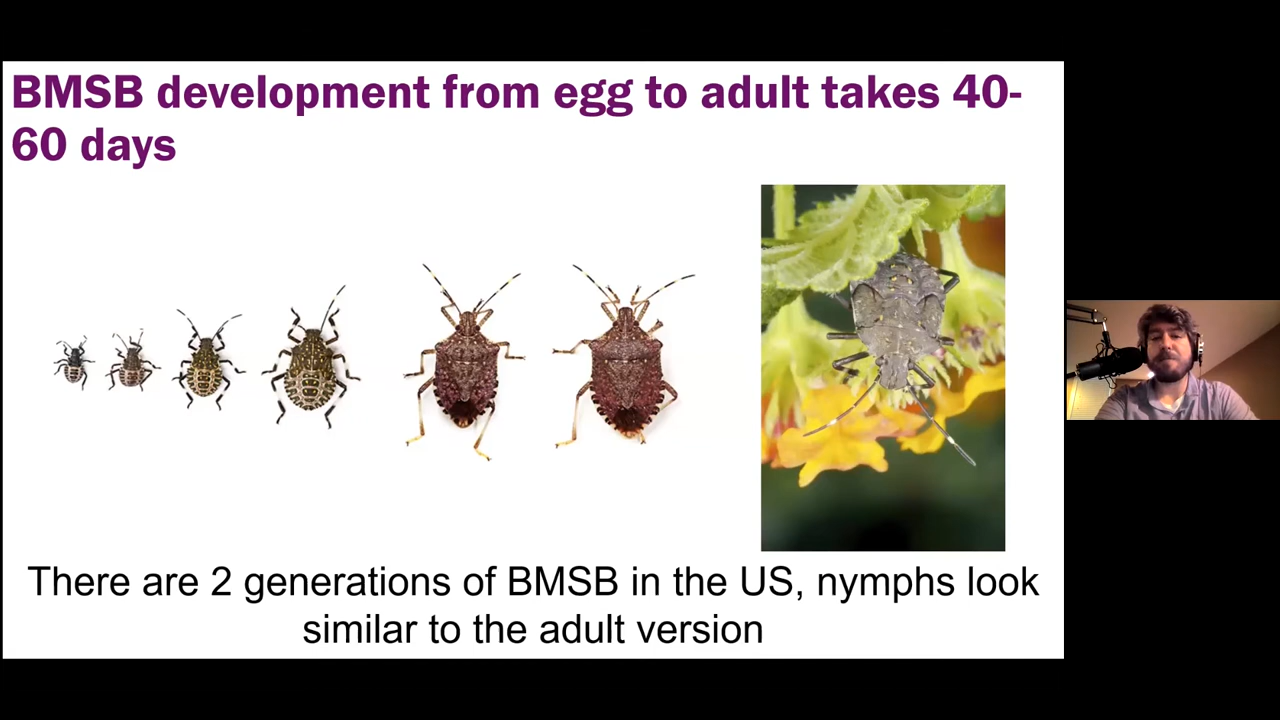 BMSB development from egg to adult takes 40-
60 days
There are 2 generations of BMSB in the US, nymphs look
similar to the adult version